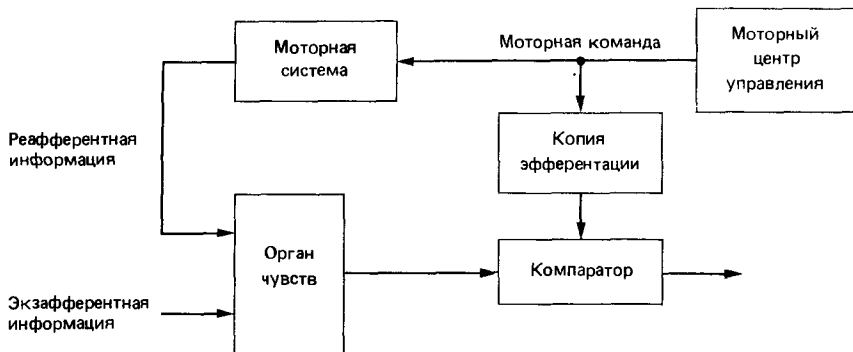 Моторная
система
Моторная команда
Моторный
центр
управления
Реафферентная
информация
Копия
эфферентации
Орган
чувств
Компаратор
Экзафферентная
информация